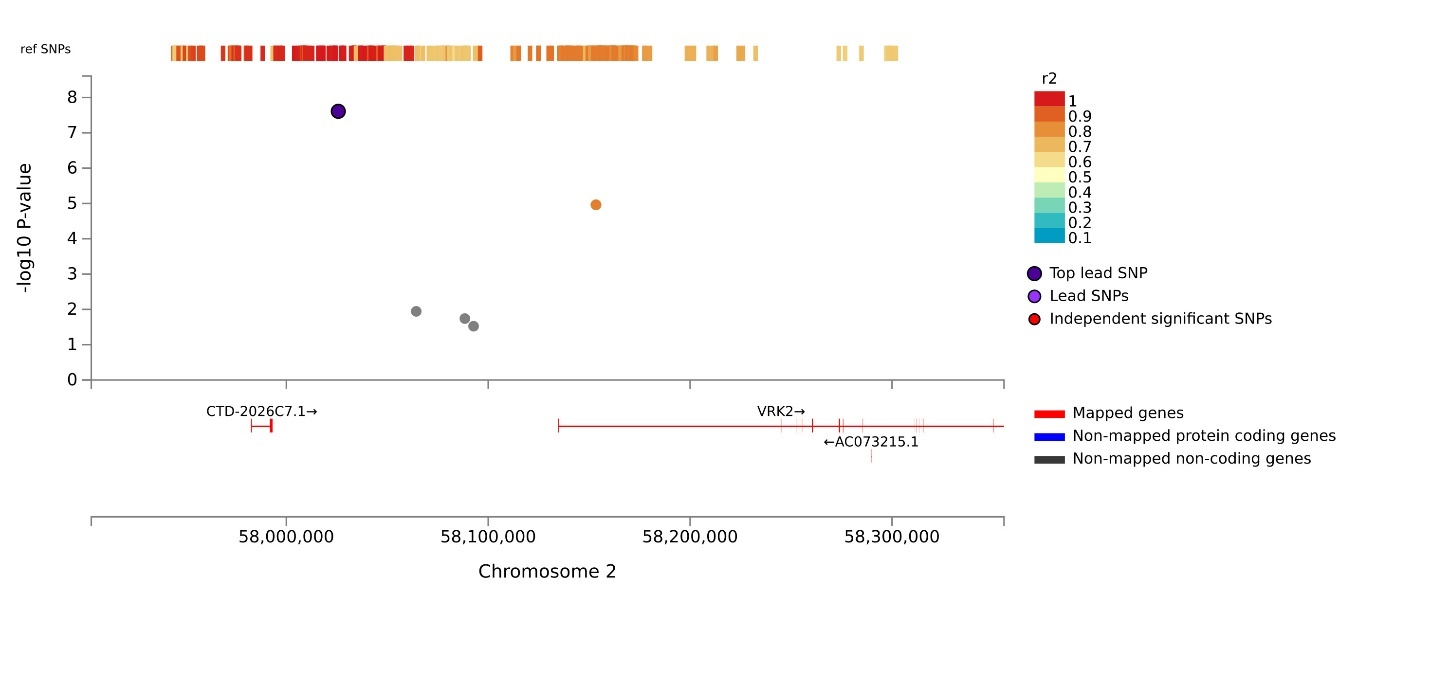 ref SNPs
-log10 P-value
8
7
6
5
4
3
2
1
0
r2
1
0.9
0.8
0.7
0.6
0.5
0.4
0.3
0.2
0.1
Top lead SNP
Lead SNPs
Independent significant SNPs
CTD-2026C7.1→
VRK2→
←AC073215.1
Mapped genes
Non-mapped protein coding genes
Non-mapped non-coding genes
58,000,000 58,100,000 58,200,000 58,300,000
Chromosome 2